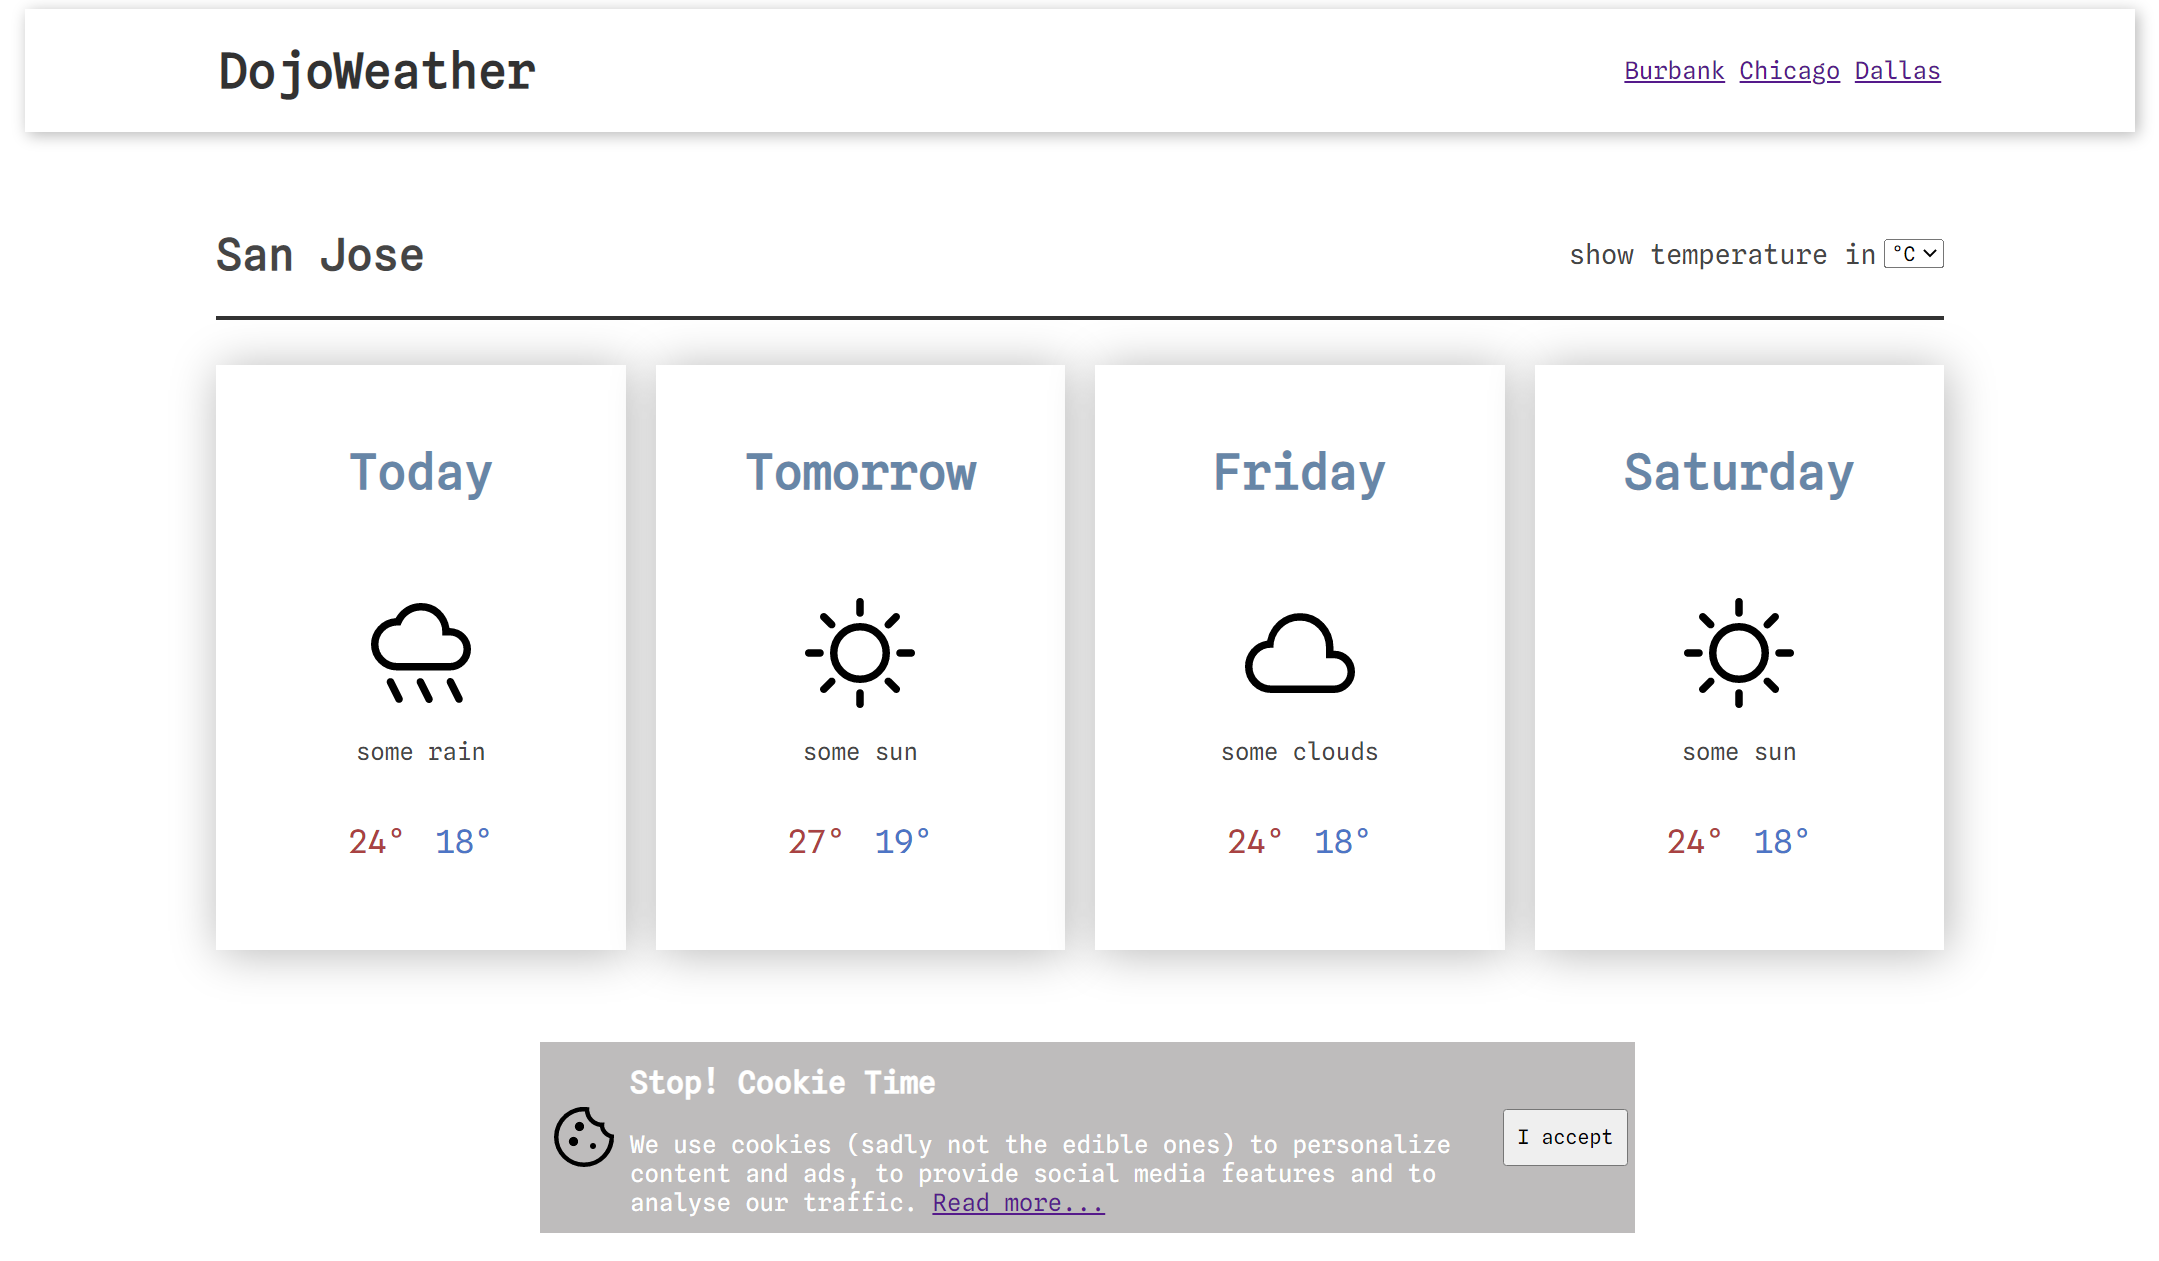 DojoWeather
Burbank Chicago Dallas
San Jose
show temperature in °C
Today
Tomorrow
Friday
Saturday
some rain
some sun
some clouds
some sun
24° 18°
27° 19°
24° 18°
24° 18°
Stop! Cookie Time
We use cookies (sadly not the edible ones) to personalize
content and ads, to provide social media features and to
analyse our traffic. Read more...
I accept